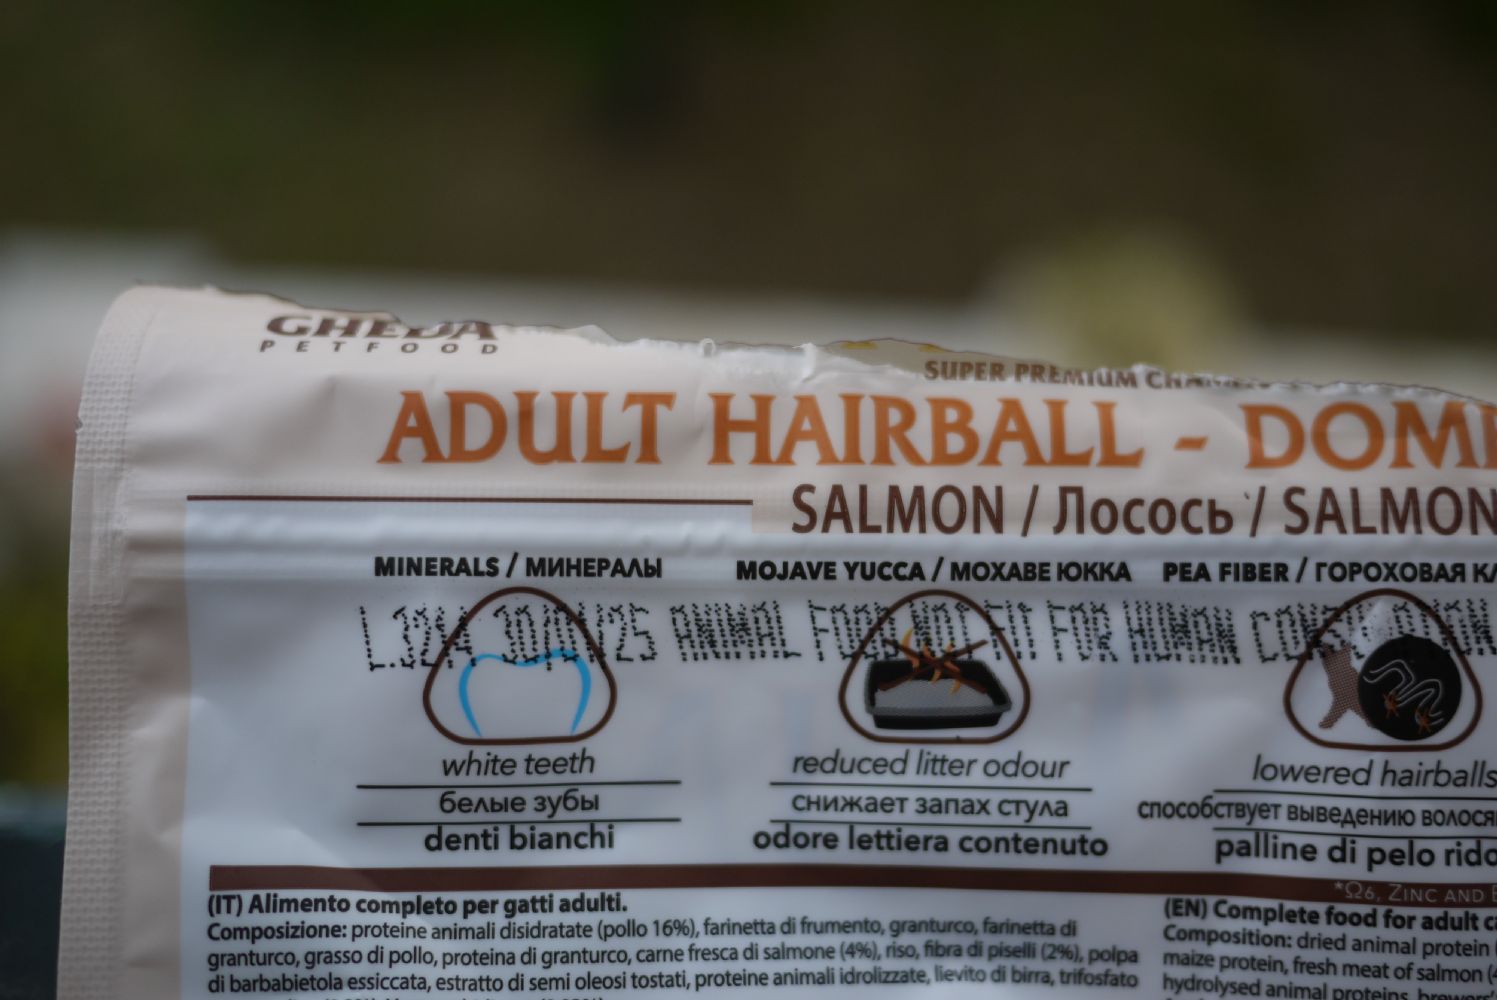 GHEDA
PETFOOD
SUPER PREMIUM
ADULT HAIRBALL - DOM
SALMON / Лосось / SALMON
MINERALS / МИНЕРАЛЫ
MOJAVE YUCCA / МОХАВЕ ЮККА
PEA FIBER / ГОРОХОВАЯ
ANIMAL FOOD NOT FIT FOR HUMAN CONSUMPTION
white teeth
белые зубы
denti bianchi
reduced litter odour
снижает запах стула
odore lettiera contenuto
lowered hairballs
способствует выведению
palline di pelo
*Ω6, ZINC AND
(IT) Alimento completo per gatti adulti.
Composizione: proteine animali disidratate (pollo 16%), farinetta di frumento, granturco, farinetta di
granturco, grasso di pollo, proteina di granturco, carne fresca di salmone (4%), riso, fibra di piselli (2%), polpa
di barbabietola essiccata, estratto di semi oleosi tostati, proteine animali idrolizzate, lievito di birra, trifosfato
(EN) Complete food for adult
Composition: dried animal protein
maize protein, fresh meat of salmon
hydrolysed animal proteins,